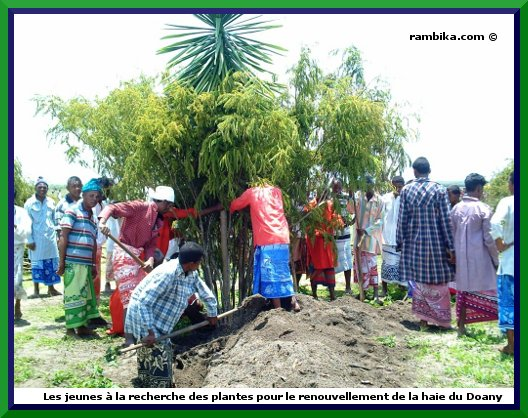 rambika.com ©
Les jeunes à la recherche des plantes pour le renouvellement de la haie du Doany